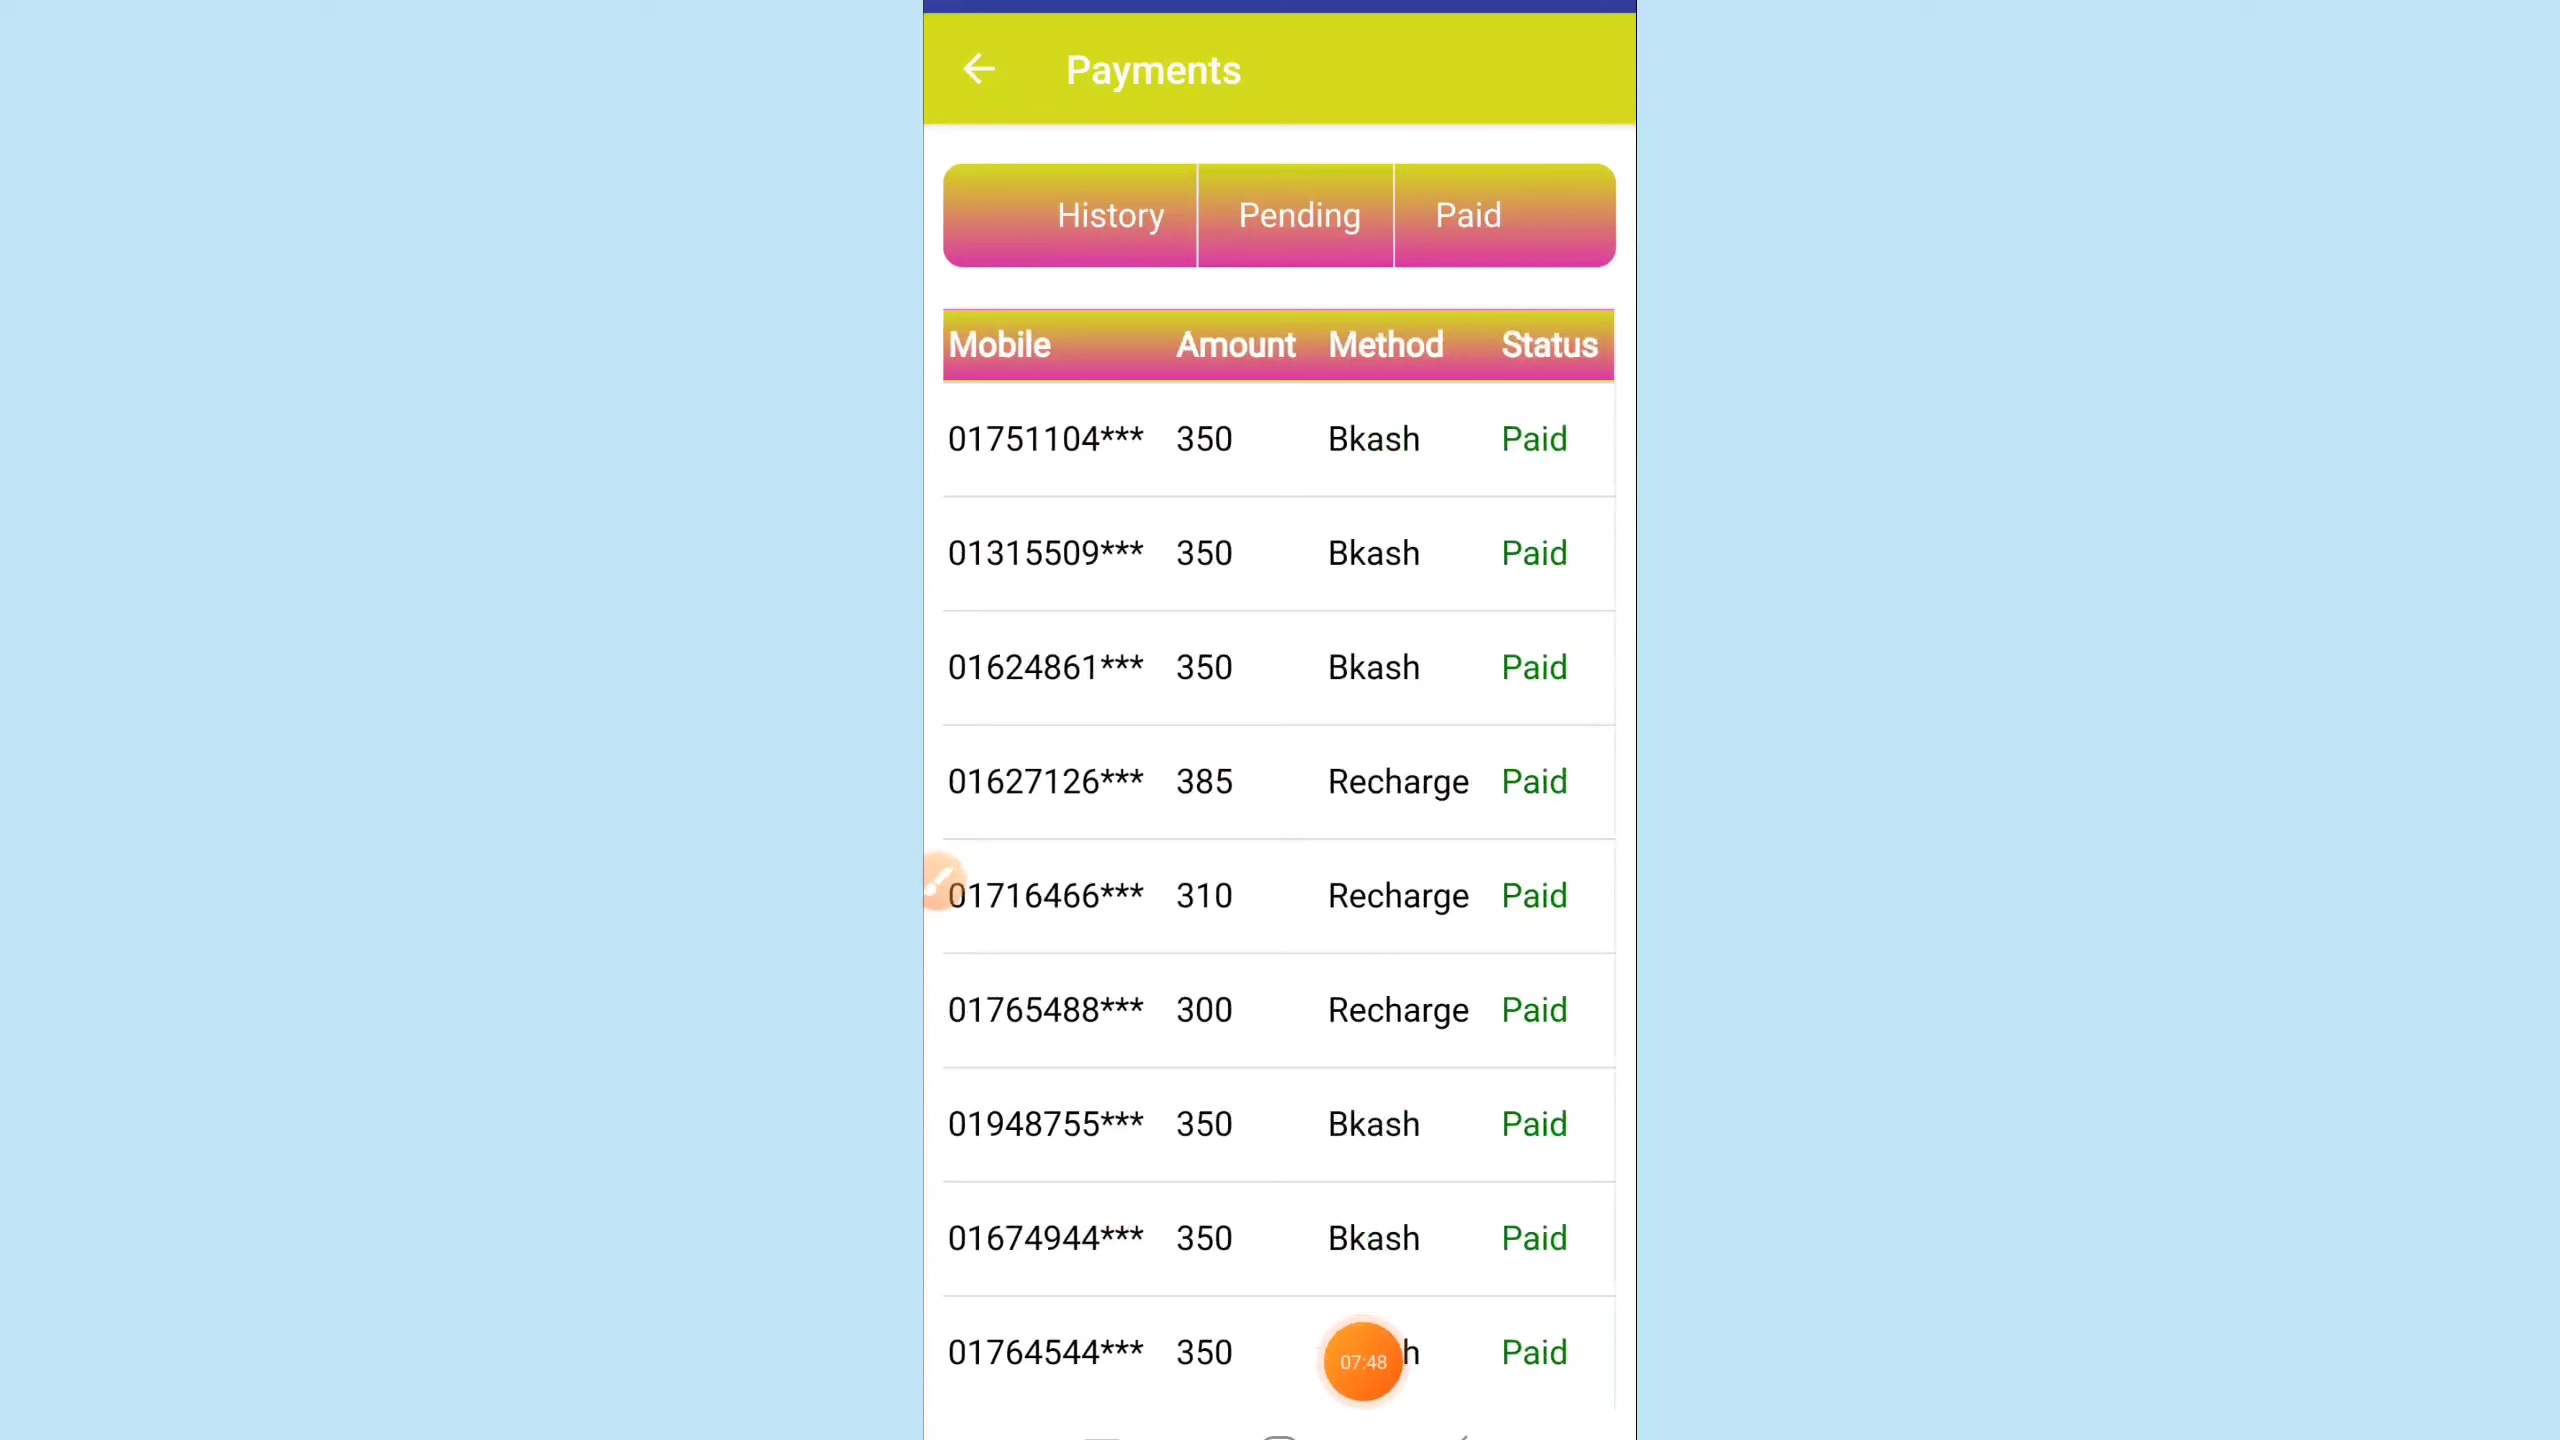 Payments
History Pending Paid
Mobile Amount Method Status
01751104*** 350 Bkash Paid
01315509*** 350 Bkash Paid
01624861*** 350 Bkash Paid
01627126*** 385 Recharge Paid
01716466*** 310 Recharge Paid
01765488*** 300 Recharge Paid
01948755*** 350 Bkash Paid
01674944*** 350 Bkash Paid
01764544*** 350 Paid
07:48